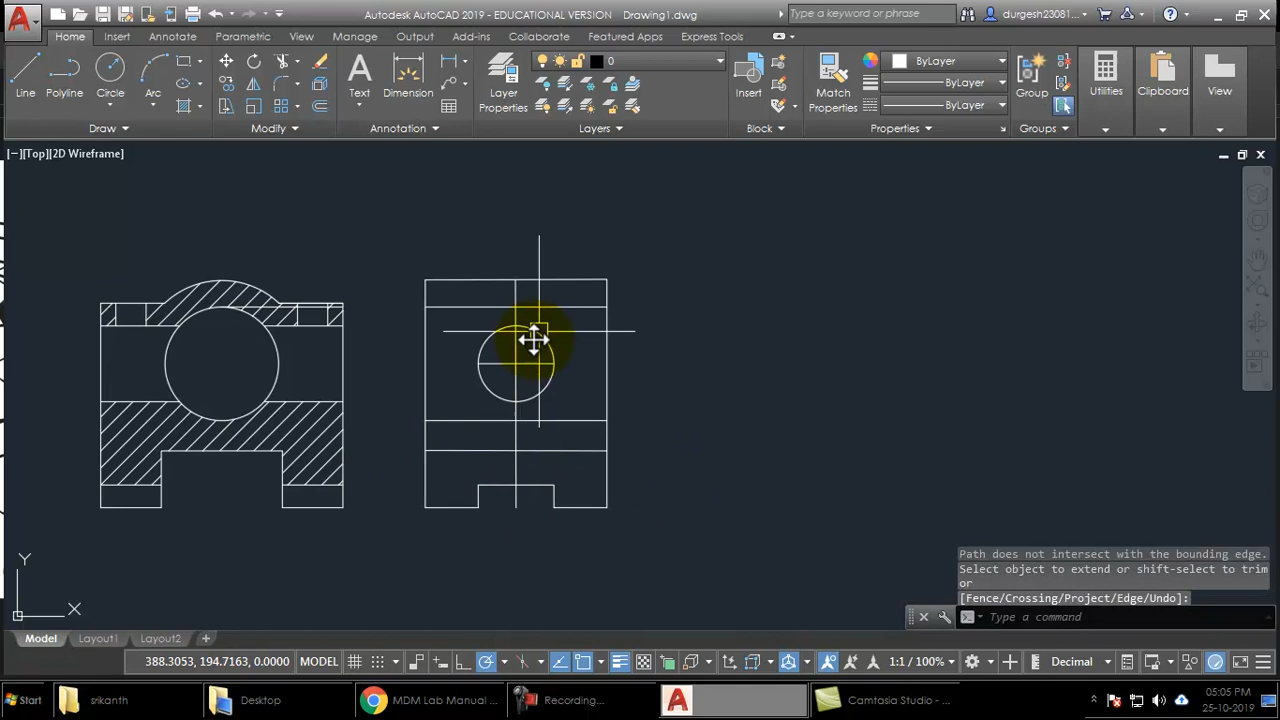 Autodesk AutoCAD 2019 - EDUCATIONAL VERSION Drawing1.dwg
Type a keyword or phrase
durgesh23081...
Home Insert Annotate Parametric View Manage Output Add-ins Collaborate Featured Apps Express Tools
Line Polyline Circle Arc
Text Dimension
Layer Properties
0
Insert
Match Properties
ByLayer
ByLayer
ByLayer
Group
Utilities
Clipboard
View
Draw Modify Annotation Layers Block Properties Groups
[−][Top][2D Wireframe]
Y
X
Path does not intersect with the bounding edge.
Select object to extend or shift-select to trim
or
[Fence/Crossing/Project/Edge/Undo]:
Type a command
Model Layout1 Layout2 +
388.3053, 194.7163, 0.0000 MODEL 1:1 / 100% Decimal
Start srikanth Desktop MDM Lab Manual ... Recording... Camtasia Studio - ...
05:05 PM
25-10-2019